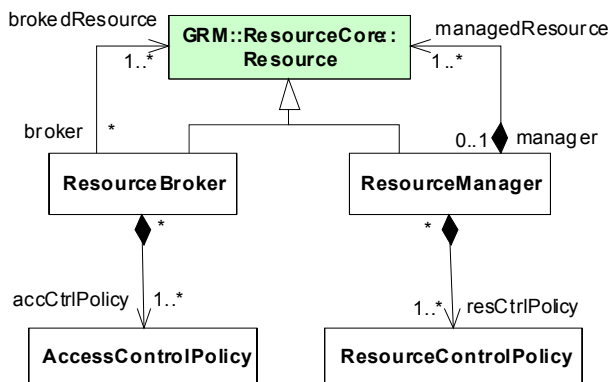 brokedResource
GRM::ResourceCore::
Resource
managedResource
1..*
1..*
broker
*
0..1
manager
ResourceBroker
ResourceManager
*
*
accCtrlPolicy
1..*
1..*
resCtrlPolicy
AccessControlPolicy
ResourceControlPolicy